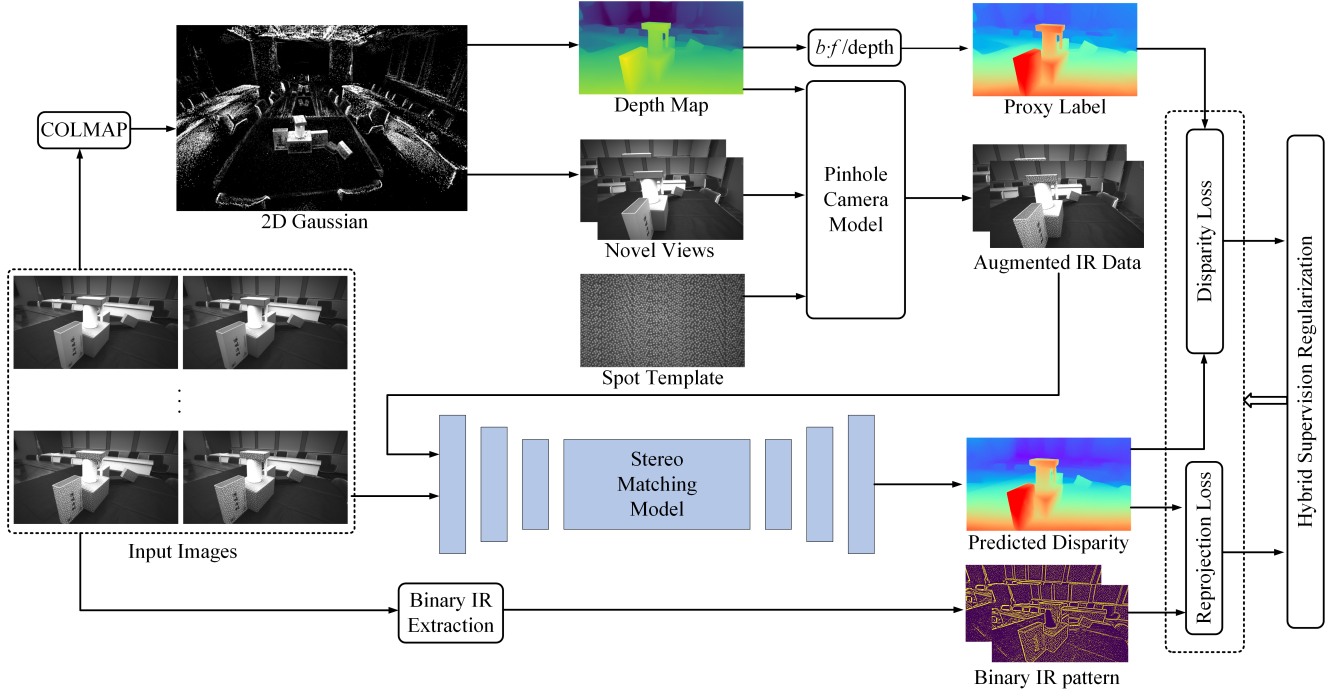 COLMAP
2D Gaussian
Depth Map
b·f/depth
Proxy Label
Novel Views
Pinhole
Camera
Model
Augmented IR Data
Spot Template
Disparity Loss
Hybrid Supervision Regularization
Input Images
Stereo
Matching
Model
Predicted Disparity
Reprojection Loss
Binary IR
Extraction
Binary IR pattern